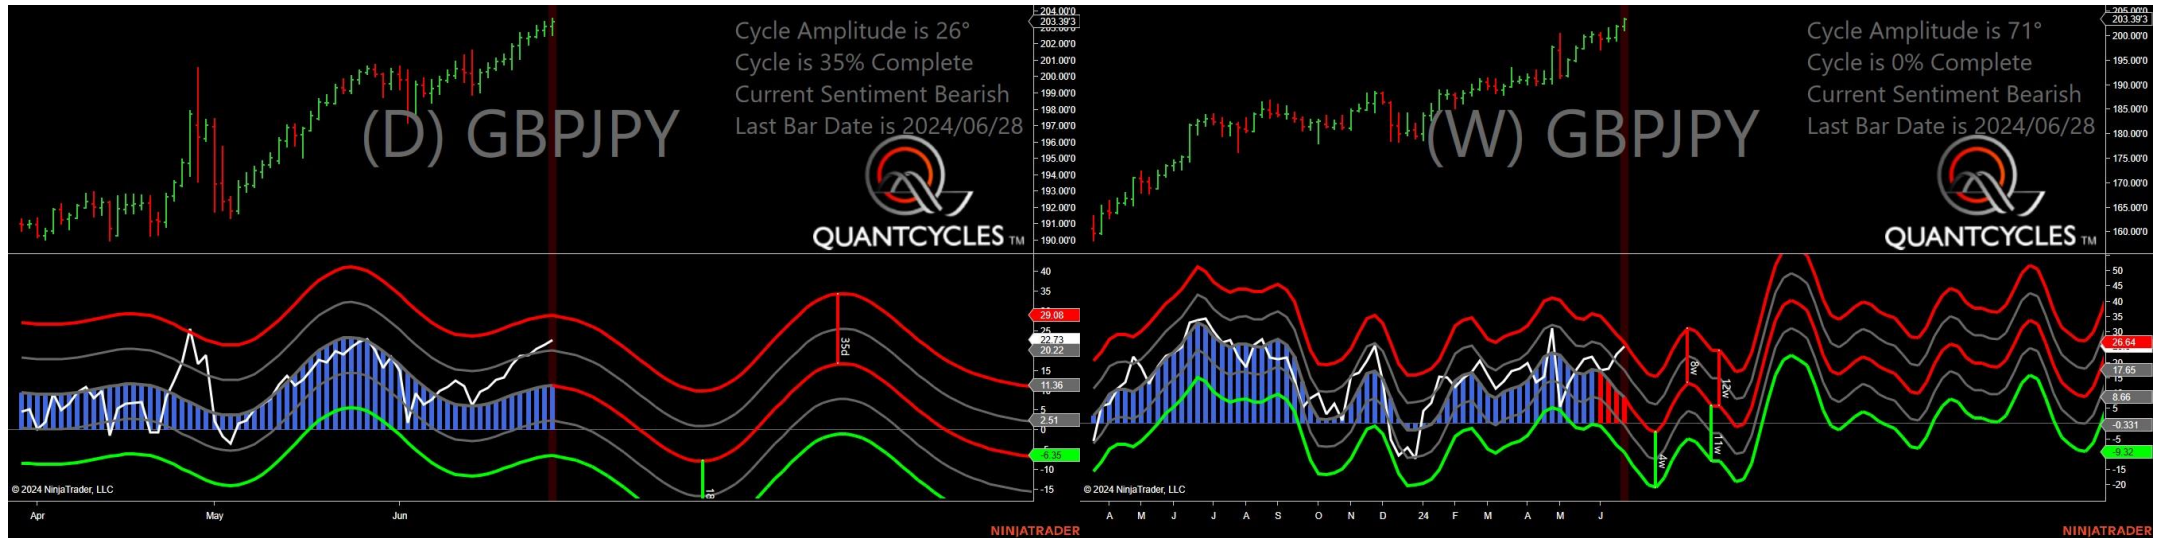 Cycle Amplitude is 26°
Cycle is 35% Complete
Current Sentiment Bearish
Last Bar Date is 2024/06/28
(D) GBPJPY
QUANTCYCLES TM
204.00'0
203.39'3
202.00'0
201.00'0
200.00'0
199.00'0
198.00'0
197.00'0
196.00'0
195.00'0
194.00'0
193.00'0
192.00'0
191.00'0
190.00'0
40
35
29.08
25
22.73
20.22
15
11.36
5
2.51
0
-6.35
-10
-15
35d
18
© 2024 NinjaTrader, LLC
Apr
May
Jun
NINJATRADER
Cycle Amplitude is 71°
Cycle is 0% Complete
Current Sentiment Bearish
Last Bar Date is 2024/06/28
(W) GBPJPY
QUANTCYCLES TM
205.00'0
203.39'3
200.00'0
195.00'0
190.00'0
185.00'0
180.00'0
175.00'0
170.00'0
165.00'0
160.00'0
50
45
40
35
30
26.64
17.65
15
8.66
5
-0.331
-5
-9.32
-15
-20
8w
12w
11w
4w
© 2024 NinjaTrader, LLC
A M J J A S O N D 24 F M A M J
NINJATRADER